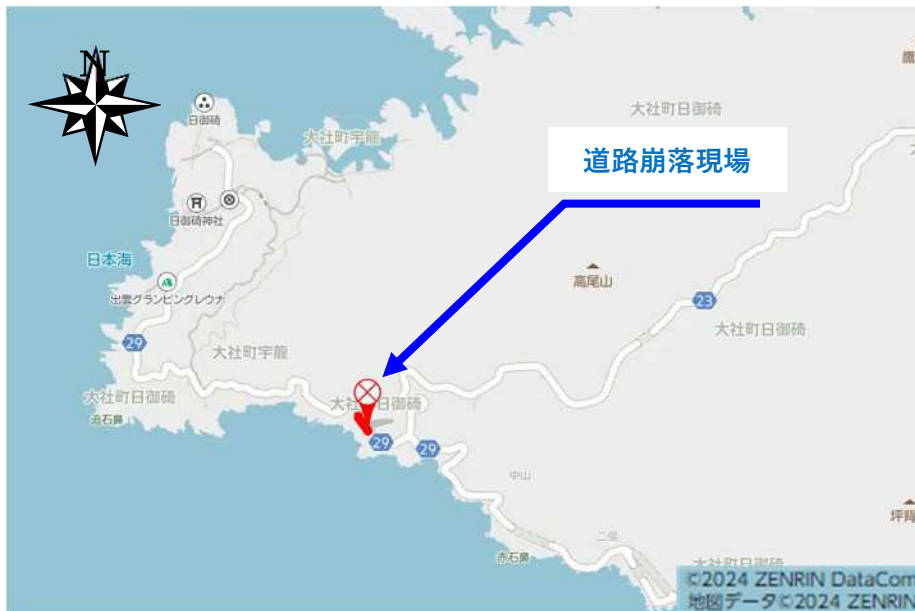 N
日御碕
大社町宇龍
大社町日御碕
道路崩落現場
日御碕神社
日本海
高尾山
出雲グランピングレウナ
23
大社町日御碕
29
大社町宇龍
大社町日御碕
追石鼻
大社町日御碕
29
29
中山
二俣
赤石鼻
坪背
大社町日御碕
©2024 ZENRIN DataCom
地図データ©2024 ZENRIN